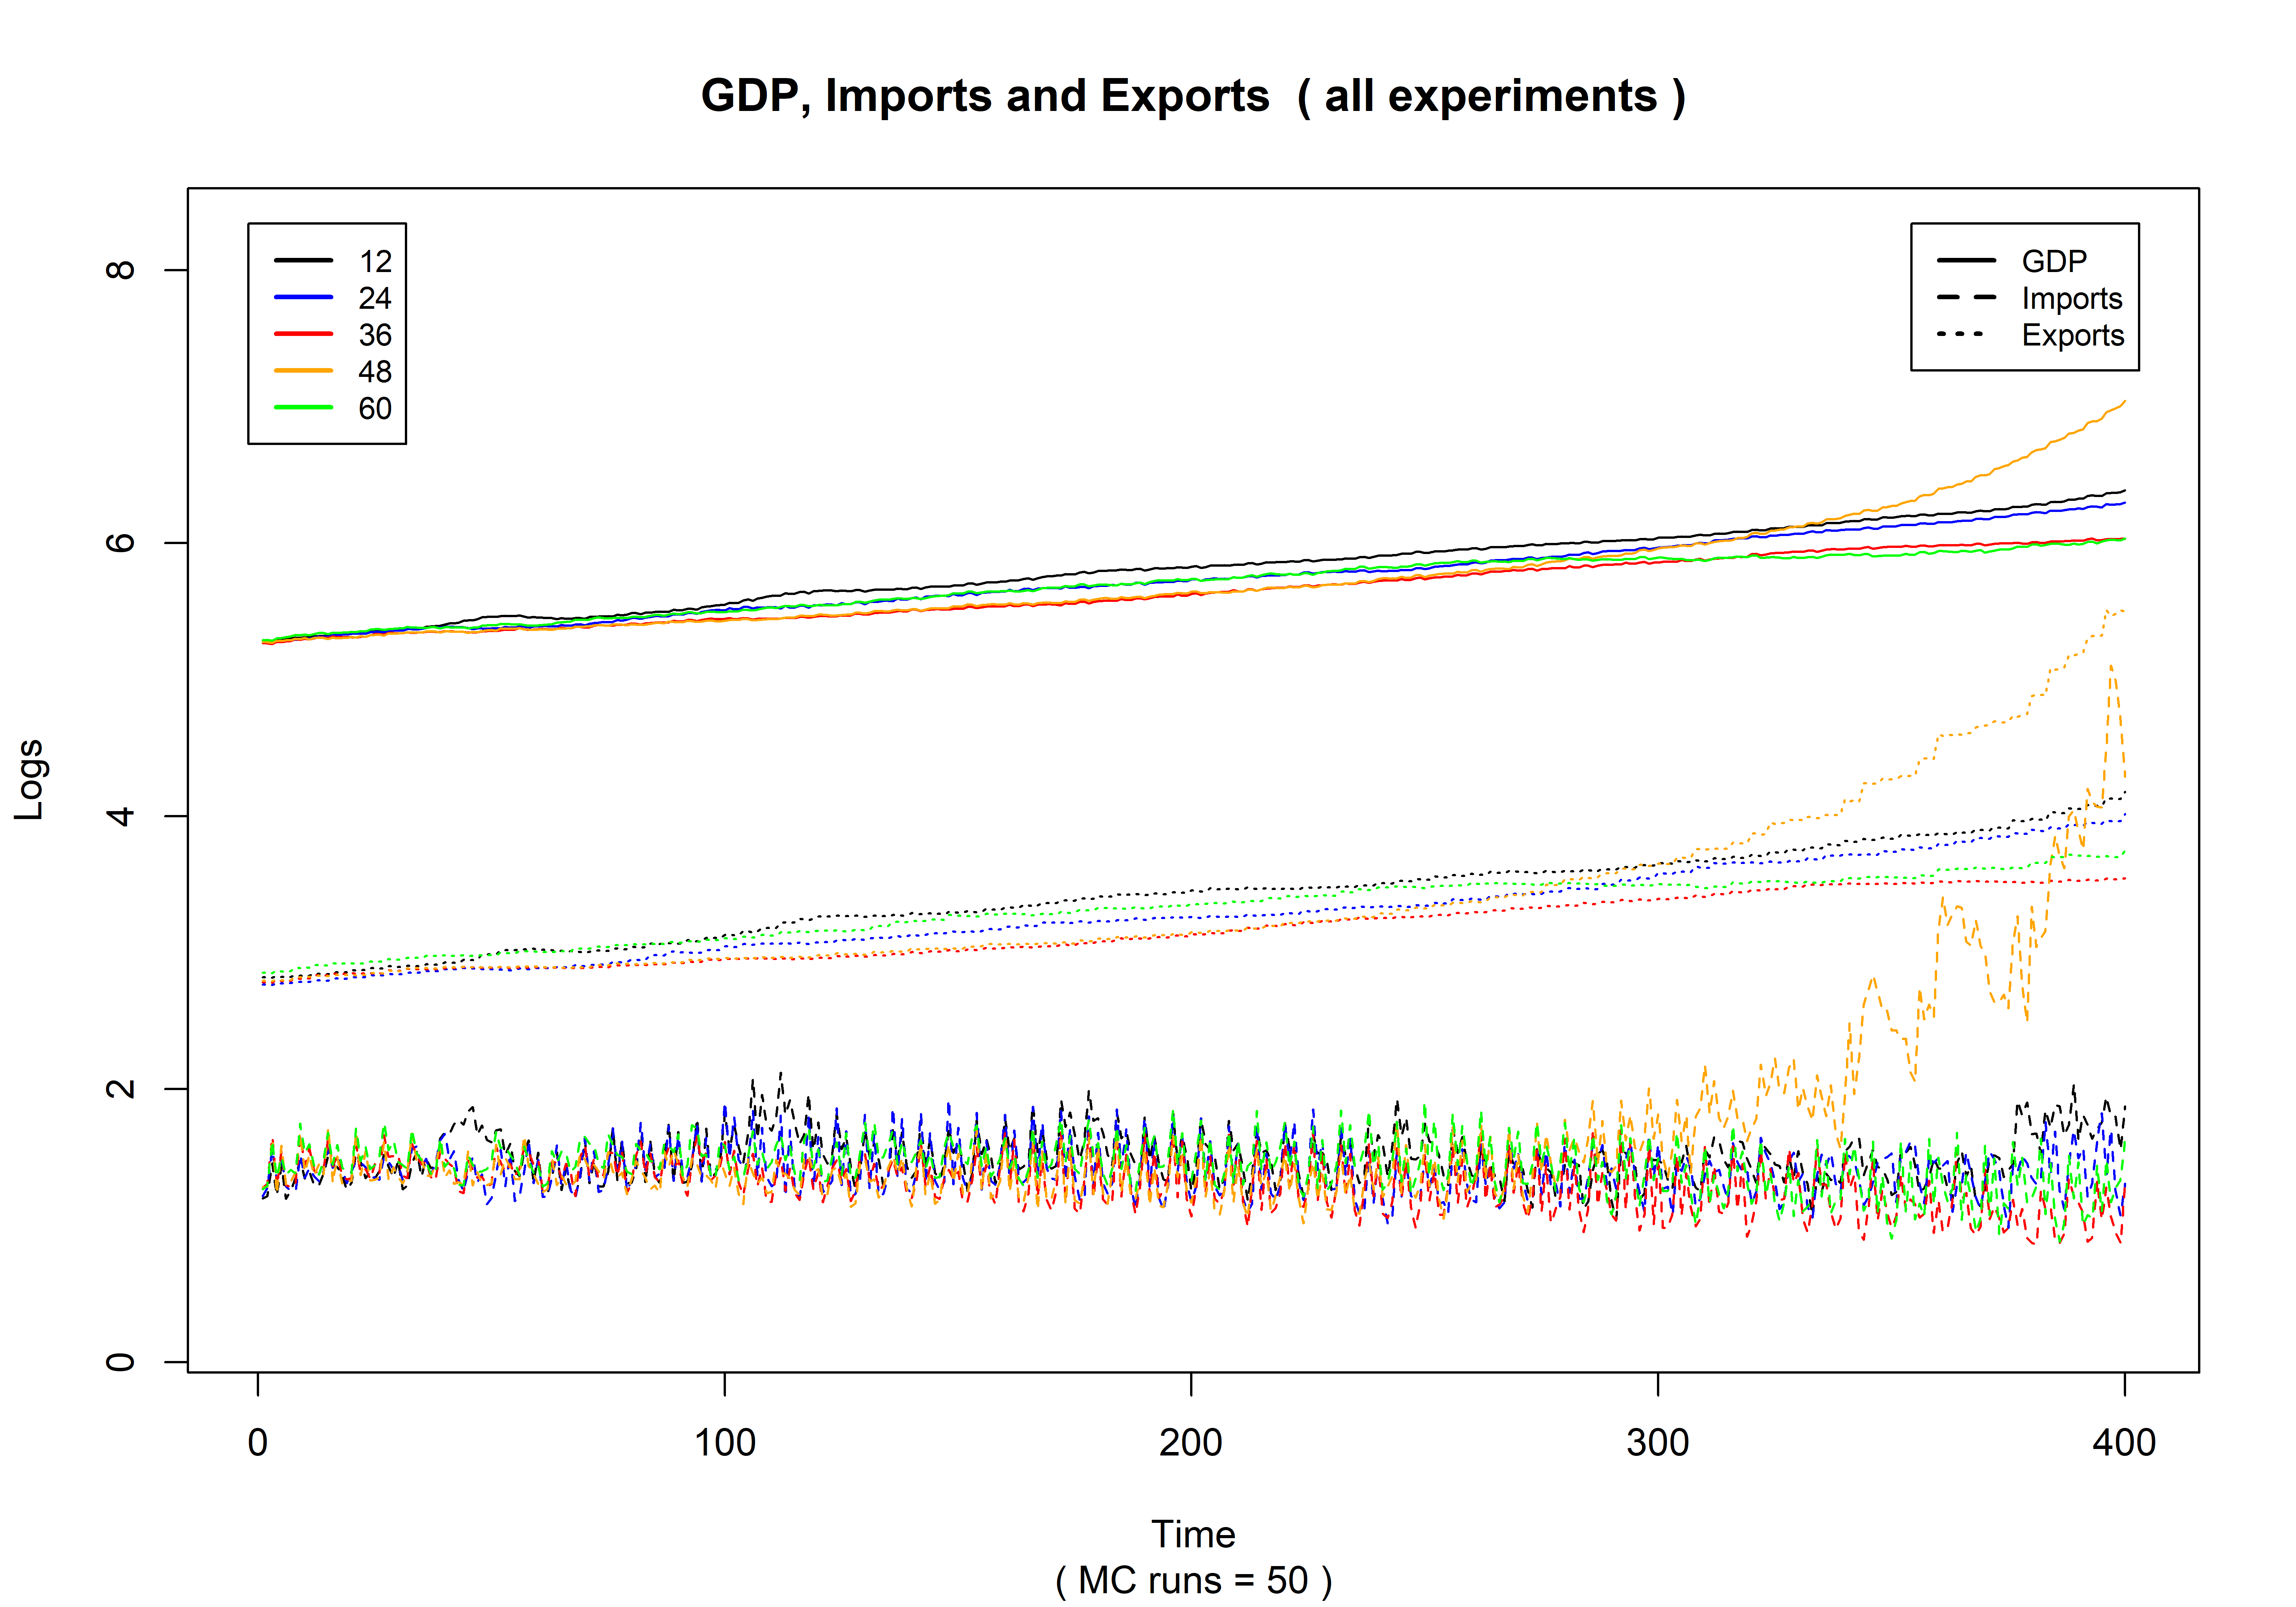 GDP, Imports and Exports ( all experiments )
12
24
36
48
60
GDP
Imports
Exports
Logs
8
6
4
2
0
0 100 200 300 400
Time
( MC runs = 50 )